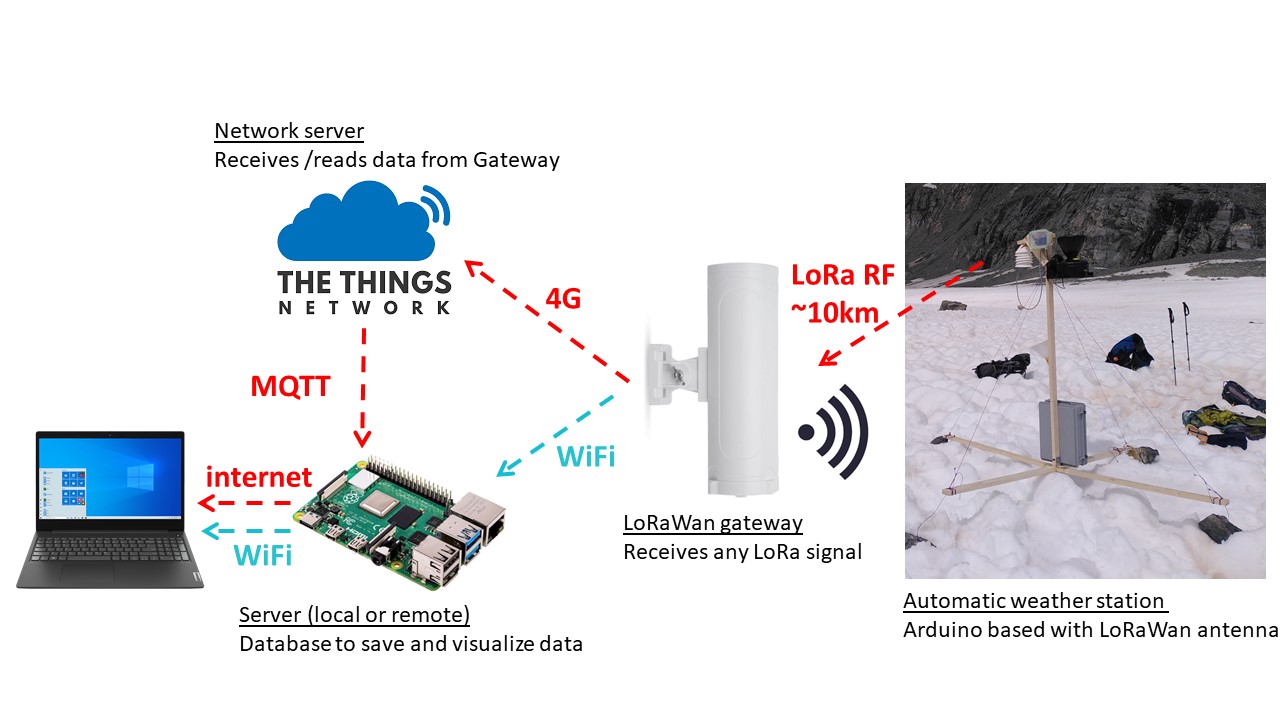 Network server
Receives /reads data from Gateway
THE THINGS
NETWORK
4G
LoRa RF
~10km
MQTT
WiFi
internet
WiFi
LoRaWan gateway
Receives any LoRa signal
Server (local or remote)
Database to save and visualize data
Automatic weather station
Arduino based with LoRaWan antenna